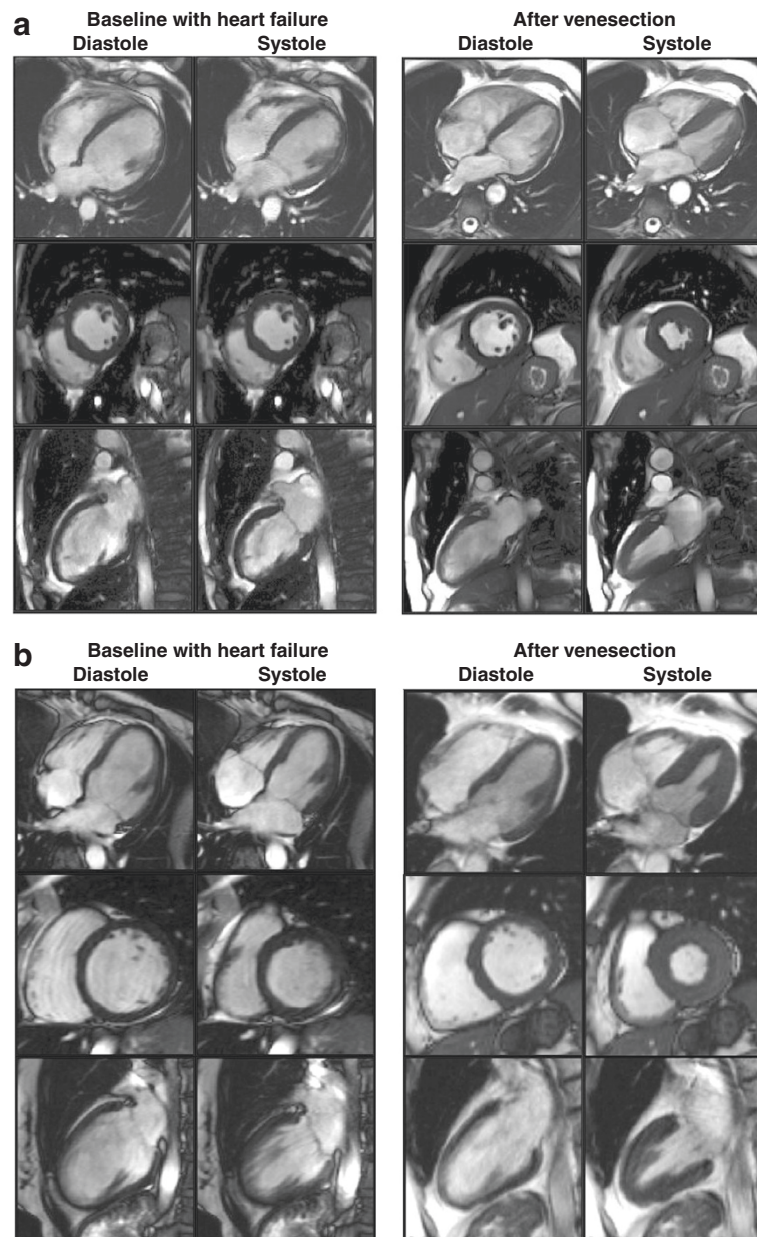 a
Baseline with heart failure
After venesection
Diastole
Systole
Diastole
Systole
b
Baseline with heart failure
After venesection
Diastole
Systole
Diastole
Systole